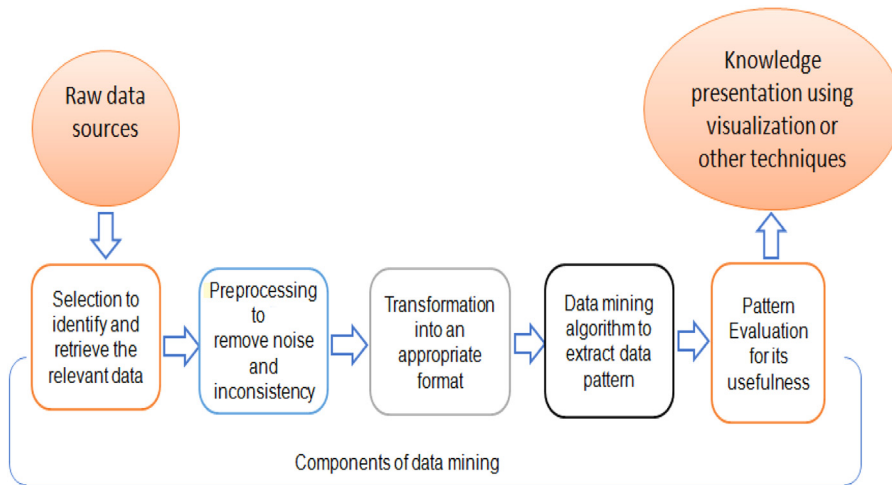 Raw data
sources
Knowledge
presentation using
visualization or
other techniques
Selection to
identify and
retrieve the
relevant data
Preprocessing
to
remove noise
and
inconsistency
Transformation
into an
appropriate
format
Data mining
algorithm to
extract data
pattern
Pattern
Evaluation
for its
usefulness
Components of data mining